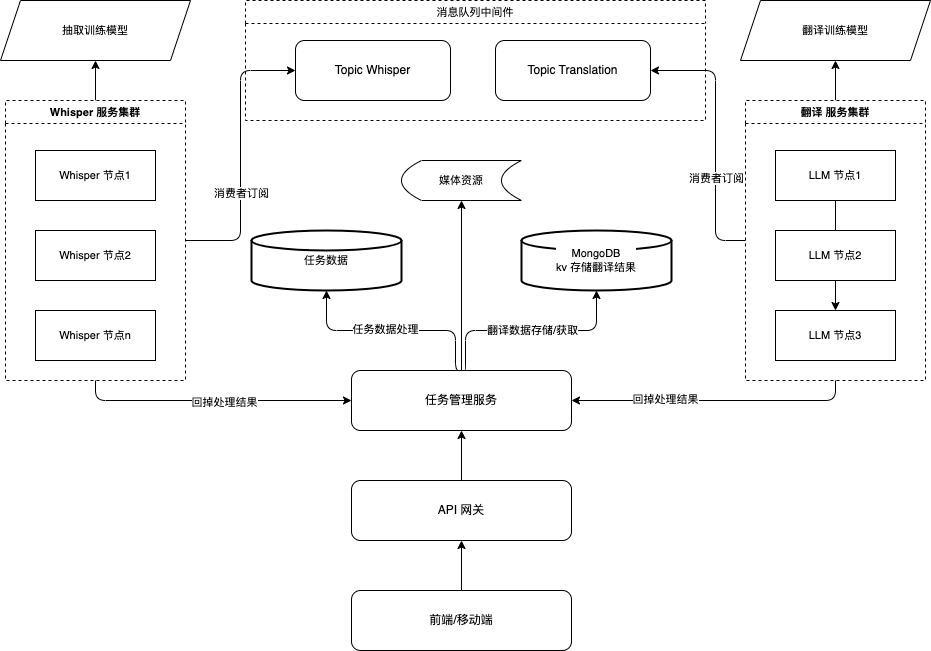 抽取训练模型
消息队列中间件
翻译训练模型
Topic Whisper
Topic Translation
Whisper 服务集群
翻译 服务集群
Whisper 节点1
媒体资源
LLM 节点1
消费者订阅
消费者订阅
Whisper 节点2
任务数据
MongoDB
kv 存储翻译结果
LLM 节点2
Whisper 节点n
任务数据处理
翻译数据存储/获取
LLM 节点3
回掉处理结果
任务管理服务
回掉处理结果
API 网关
前端/移动端